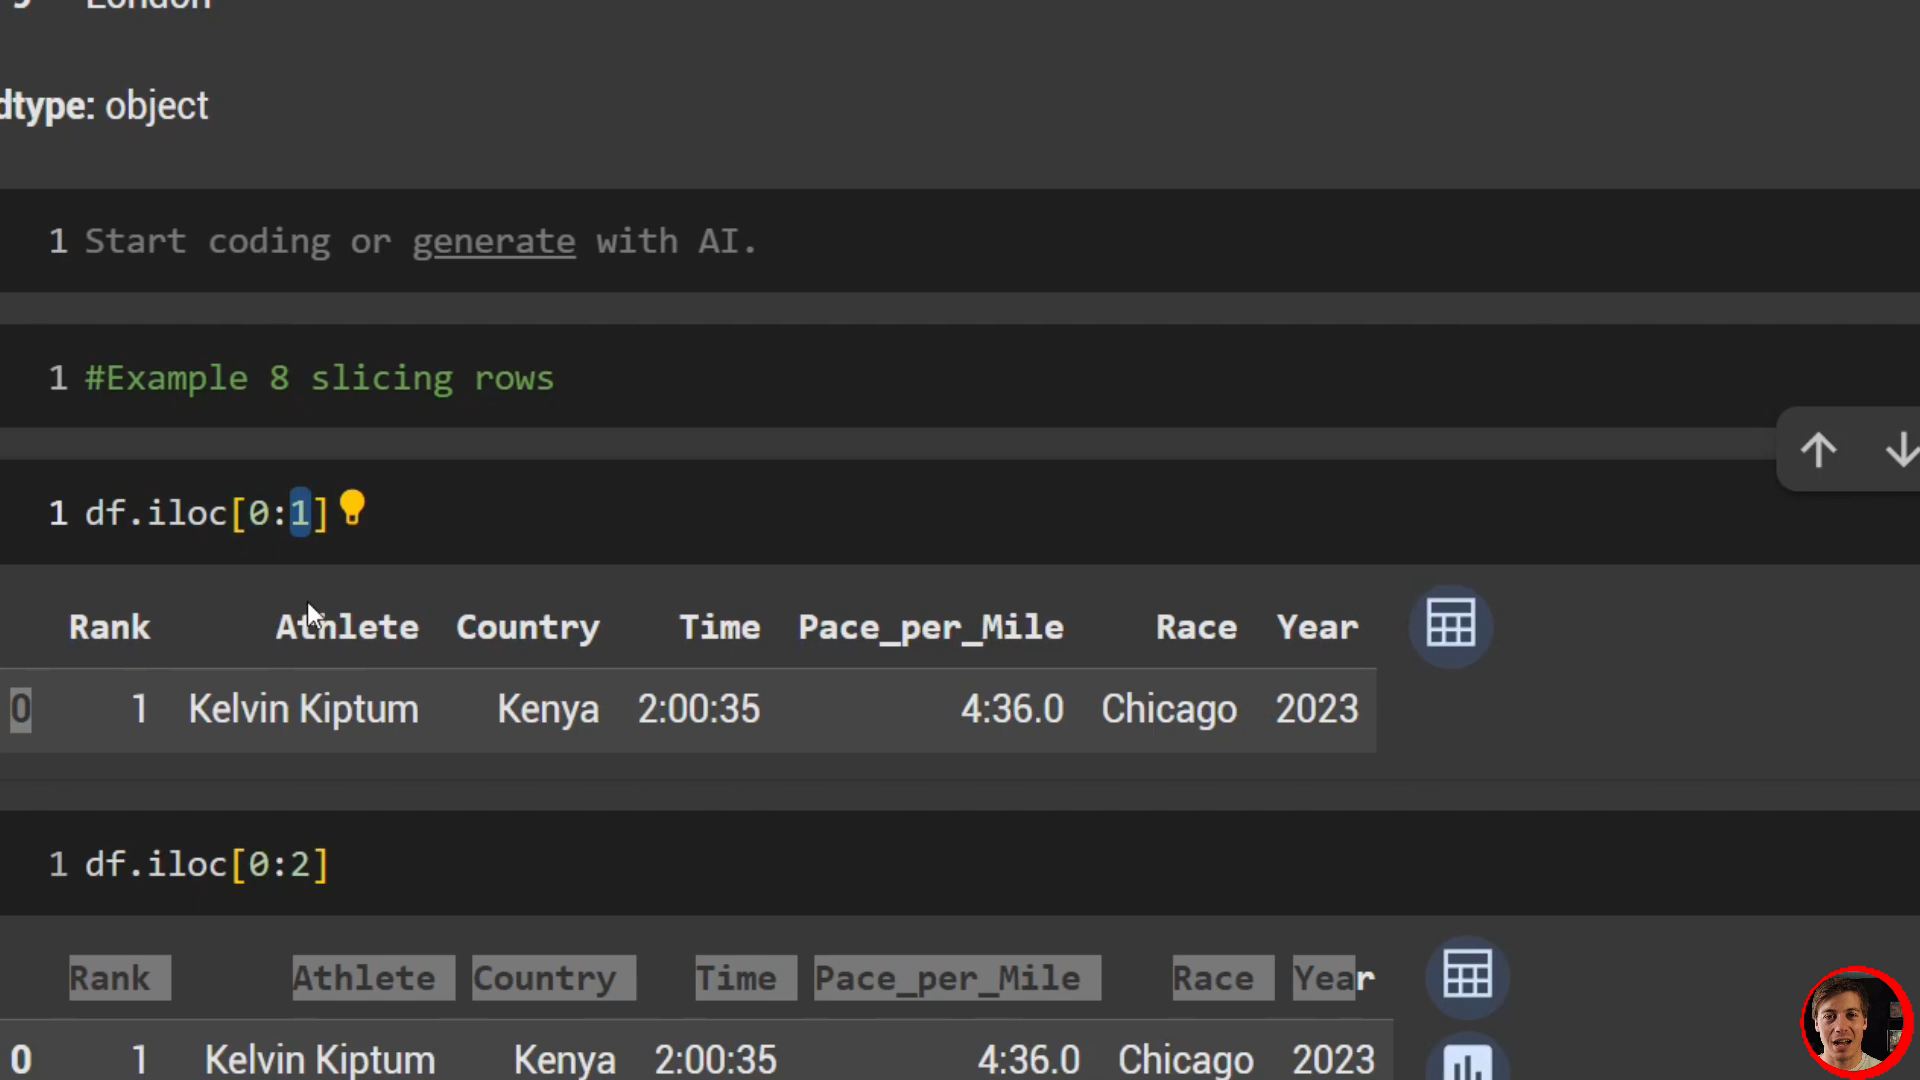 London
dtype: object
1 Start coding or generate with AI.
1 #Example 8 slicing rows
1 df.iloc[0:1]
Rank Athlete Country Time Pace_per_Mile Race Year
0 1 Kelvin Kiptum Kenya 2:00:35 4:36.0 Chicago 2023
1 df.iloc[0:2]
Rank Athlete Country Time Pace_per_Mile Race Year
0 1 Kelvin Kiptum Kenya 2:00:35 4:36.0 Chicago 2023